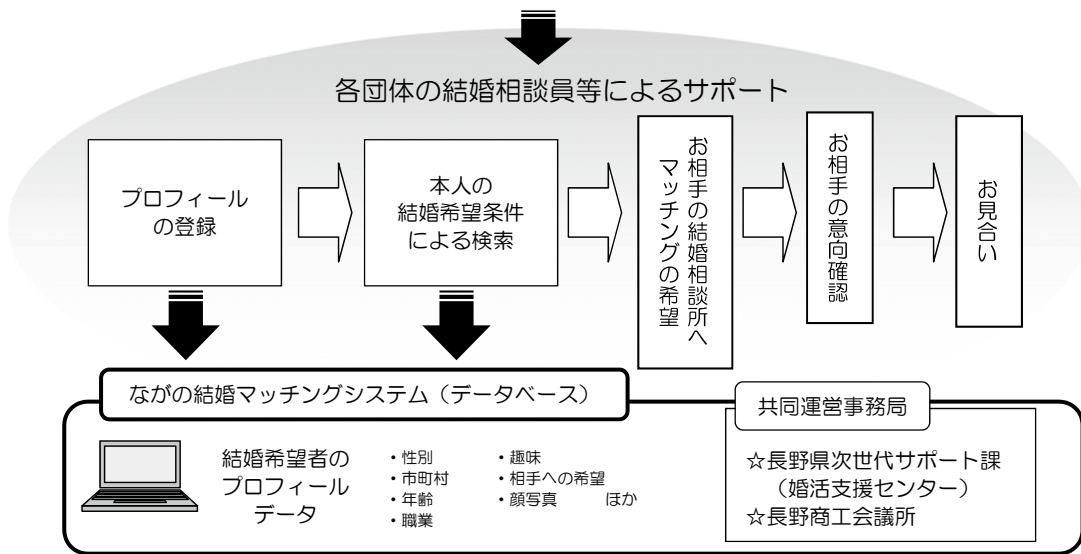 各団体の結婚相談員等によるサポート
プロフィール
の登録
本人の
結婚希望条件
による検索
お相手の結婚相談所へ
マッチングの希望
お相手の意向確認
お見合い
ながの結婚マッチングシステム（データベース）
結婚希望者の
プロフィール
データ
・性別
・市町村
・年齢
・職業
・趣味
・相手への希望
・顔写真　　ほか
共同運営事務局
☆長野県次世代サポート課
（婚活支援センター）
☆長野商工会議所